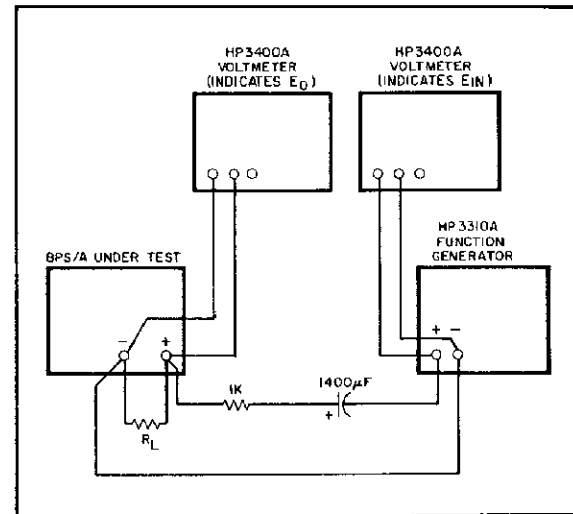 HP3400A
VOLTMETER
(INDICATES EO)
HP3400A
VOLTMETER
(INDICATES EIN)
HP3310A
FUNCTION
GENERATOR
BPS/A UNDER TEST
- +
+ -
1K
1400μF
+
RL